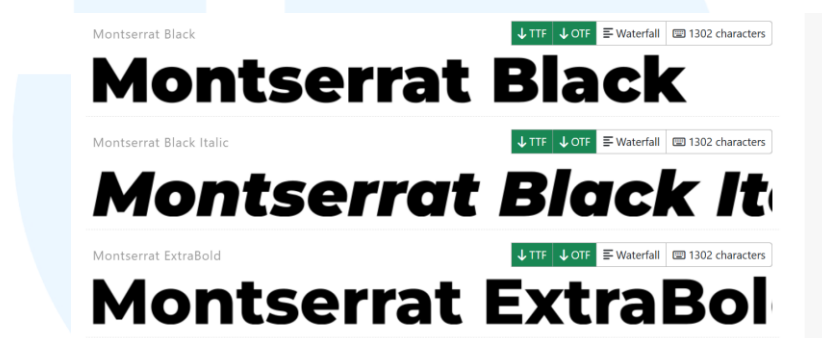 Montserrat Black TTF OTF Waterfall 1302 characters
Montserrat Black
Montserrat Black Italic TTF OTF Waterfall 1302 characters
Montserrat Black It
Montserrat ExtraBold TTF OTF Waterfall 1302 characters
Montserrat ExtraBol